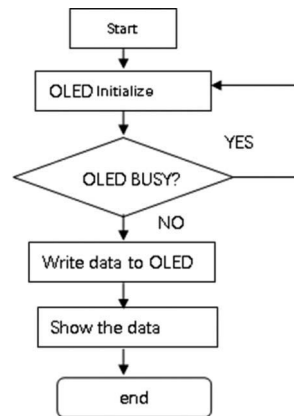 Start
OLED Initialize
YES
OLED BUSY?
NO
Write data to OLED
Show the data
end